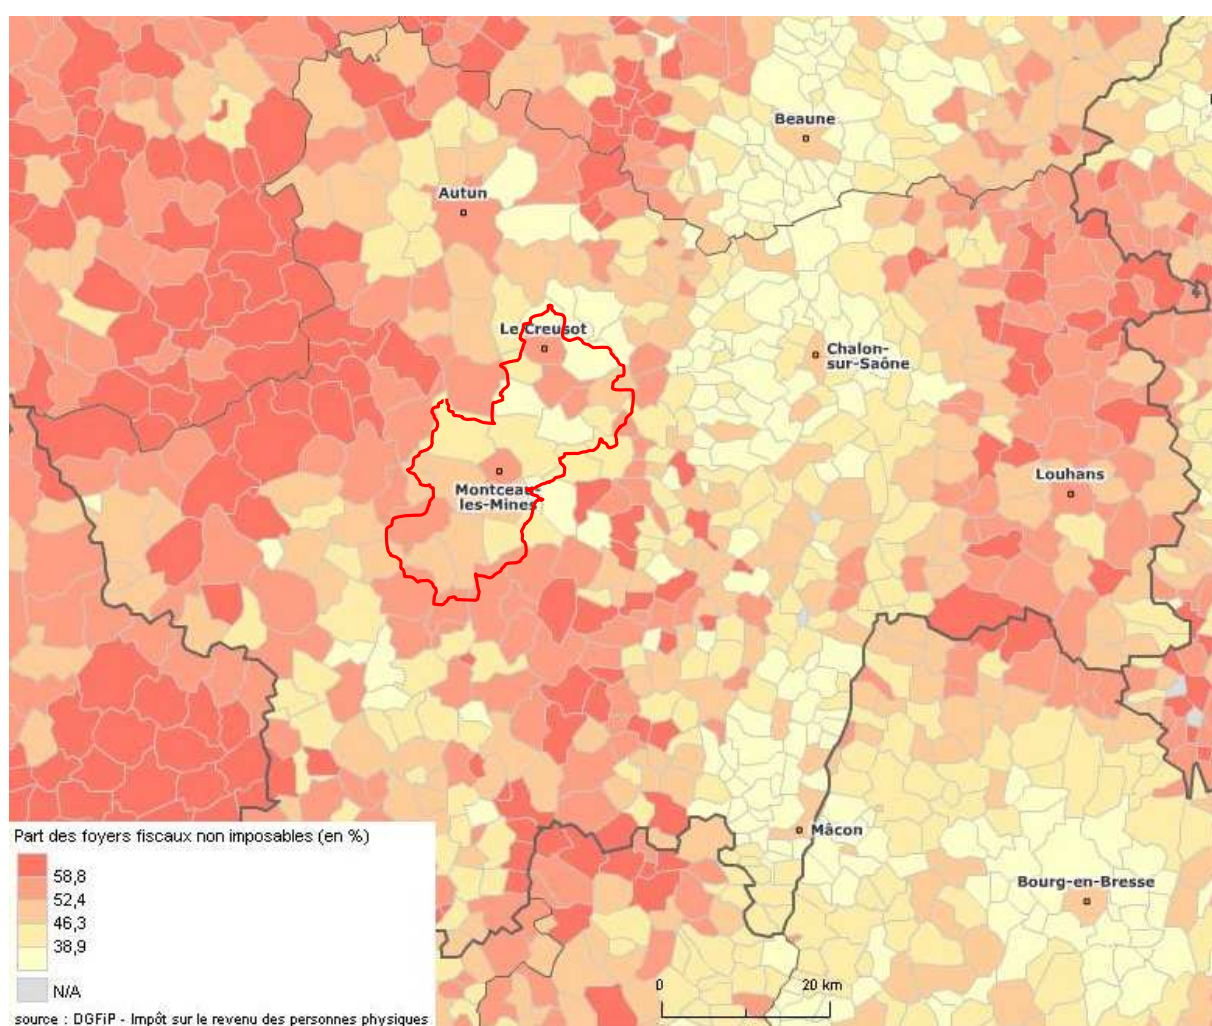 Beaune
Autun
Le Creusot
Chalon-
sur-Saône
Louhans
Montceau-
les-Mines
Mâcon
Bourg-en-Bresse
Part des foyers fiscaux non imposables (en %)
58,8
52,4
46,3
38,9
N/A
0 20 km
source : DGFiP - Impôt sur le revenu des personnes physiques